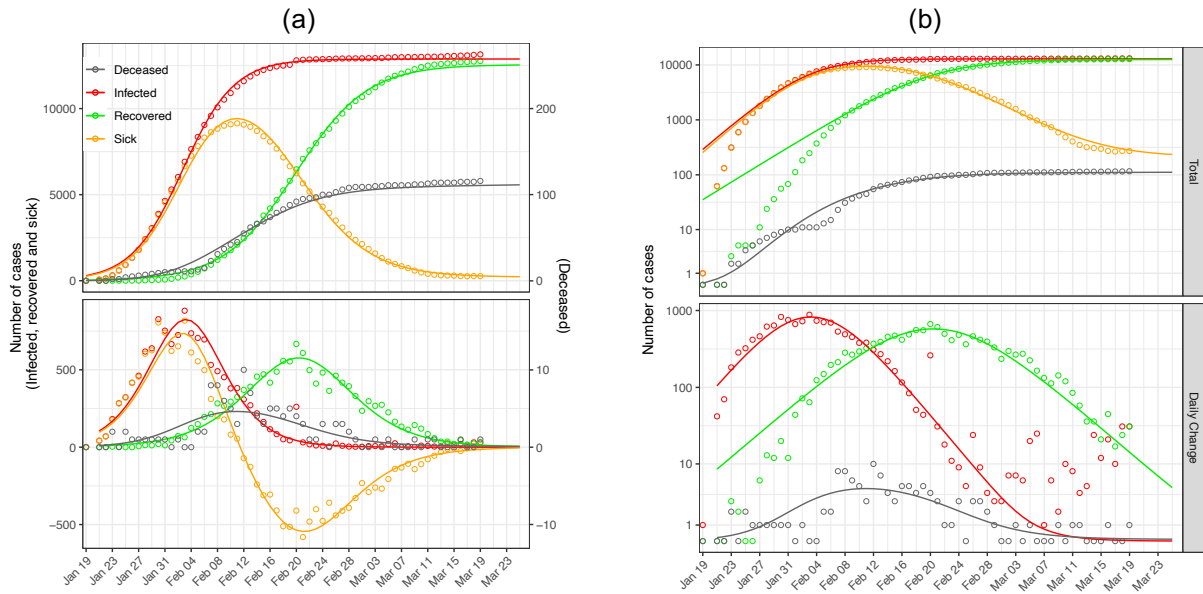 (a)
Number of cases
(Infected, recovered and sick)
10000
5000
0
200
100
0
(Deceased)
Deceased
Infected
Recovered
Sick
500
0
−500
10
0
−10
Jan 19 Jan 23 Jan 27 Jan 31 Feb 04 Feb 08 Feb 12 Feb 16 Feb 20 Feb 24 Feb 28 Mar 03 Mar 07 Mar 11 Mar 15 Mar 19 Mar 23
(b)
Number of cases
10000
1000
100
10
1
Total
1000
100
10
1
Daily Change
Jan 19 Jan 23 Jan 27 Jan 31 Feb 04 Feb 08 Feb 12 Feb 16 Feb 20 Feb 24 Feb 28 Mar 03 Mar 07 Mar 11 Mar 15 Mar 19 Mar 23